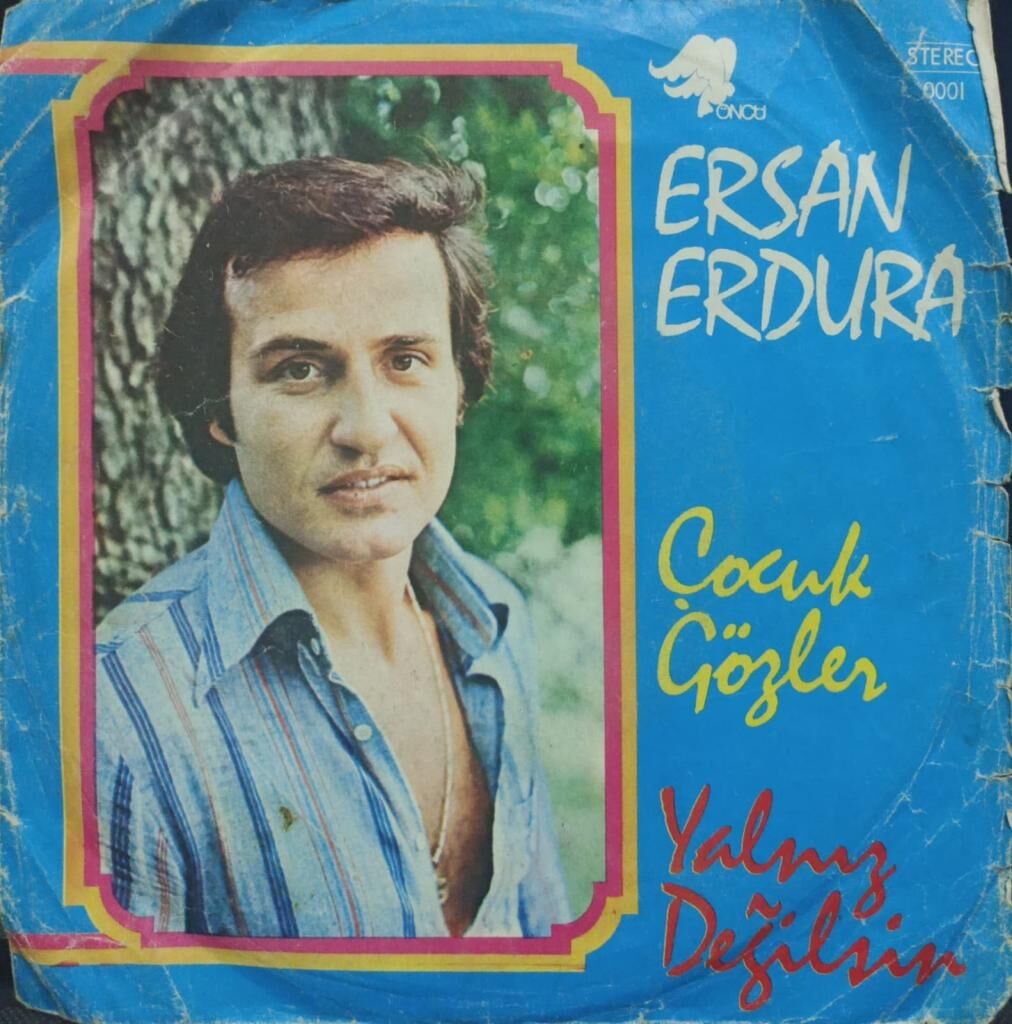 ÖNCÜ
STEREO
0001
ERSAN
ERDURA
Çocuk
Gözler
Yalnız
Değilsin